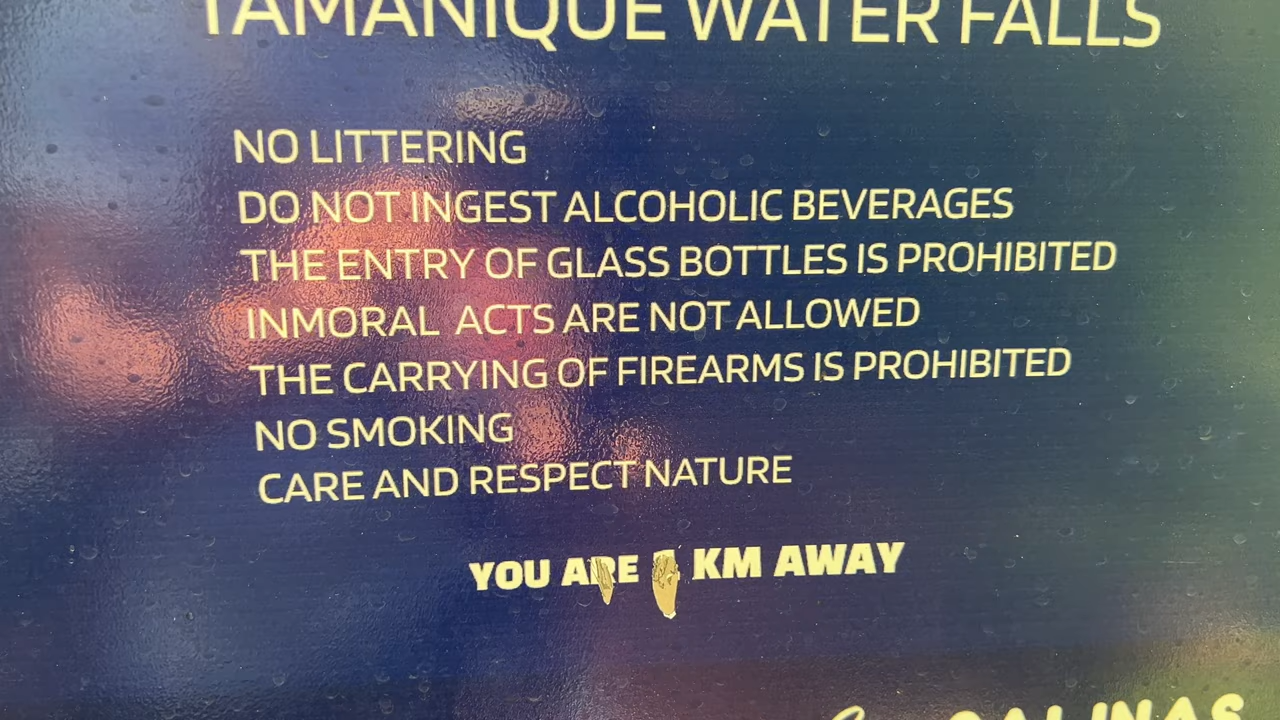 TAMANIQUE WATER FALLS
NO LITTERING
DO NOT INGEST ALCOHOLIC BEVERAGES
THE ENTRY OF GLASS BOTTLES IS PROHIBITED
INMORAL ACTS ARE NOT ALLOWED
THE CARRYING OF FIREARMS IS PROHIBITED
NO SMOKING
CARE AND RESPECT NATURE
YOU ARE KM AWAY